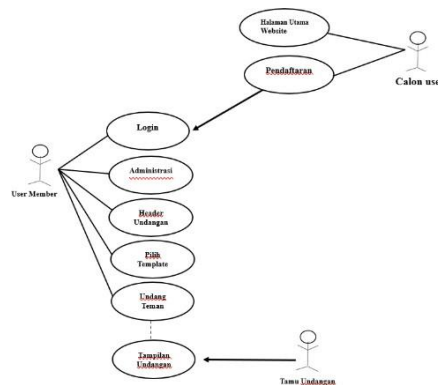 Halaman Utama
Website
Pendaftaran
Calon use
Login
User Member
Administrasi
Header
Undangan
Pilih
Template
Undang
Teman
Tampilan
Undangan
Tamu Undangan